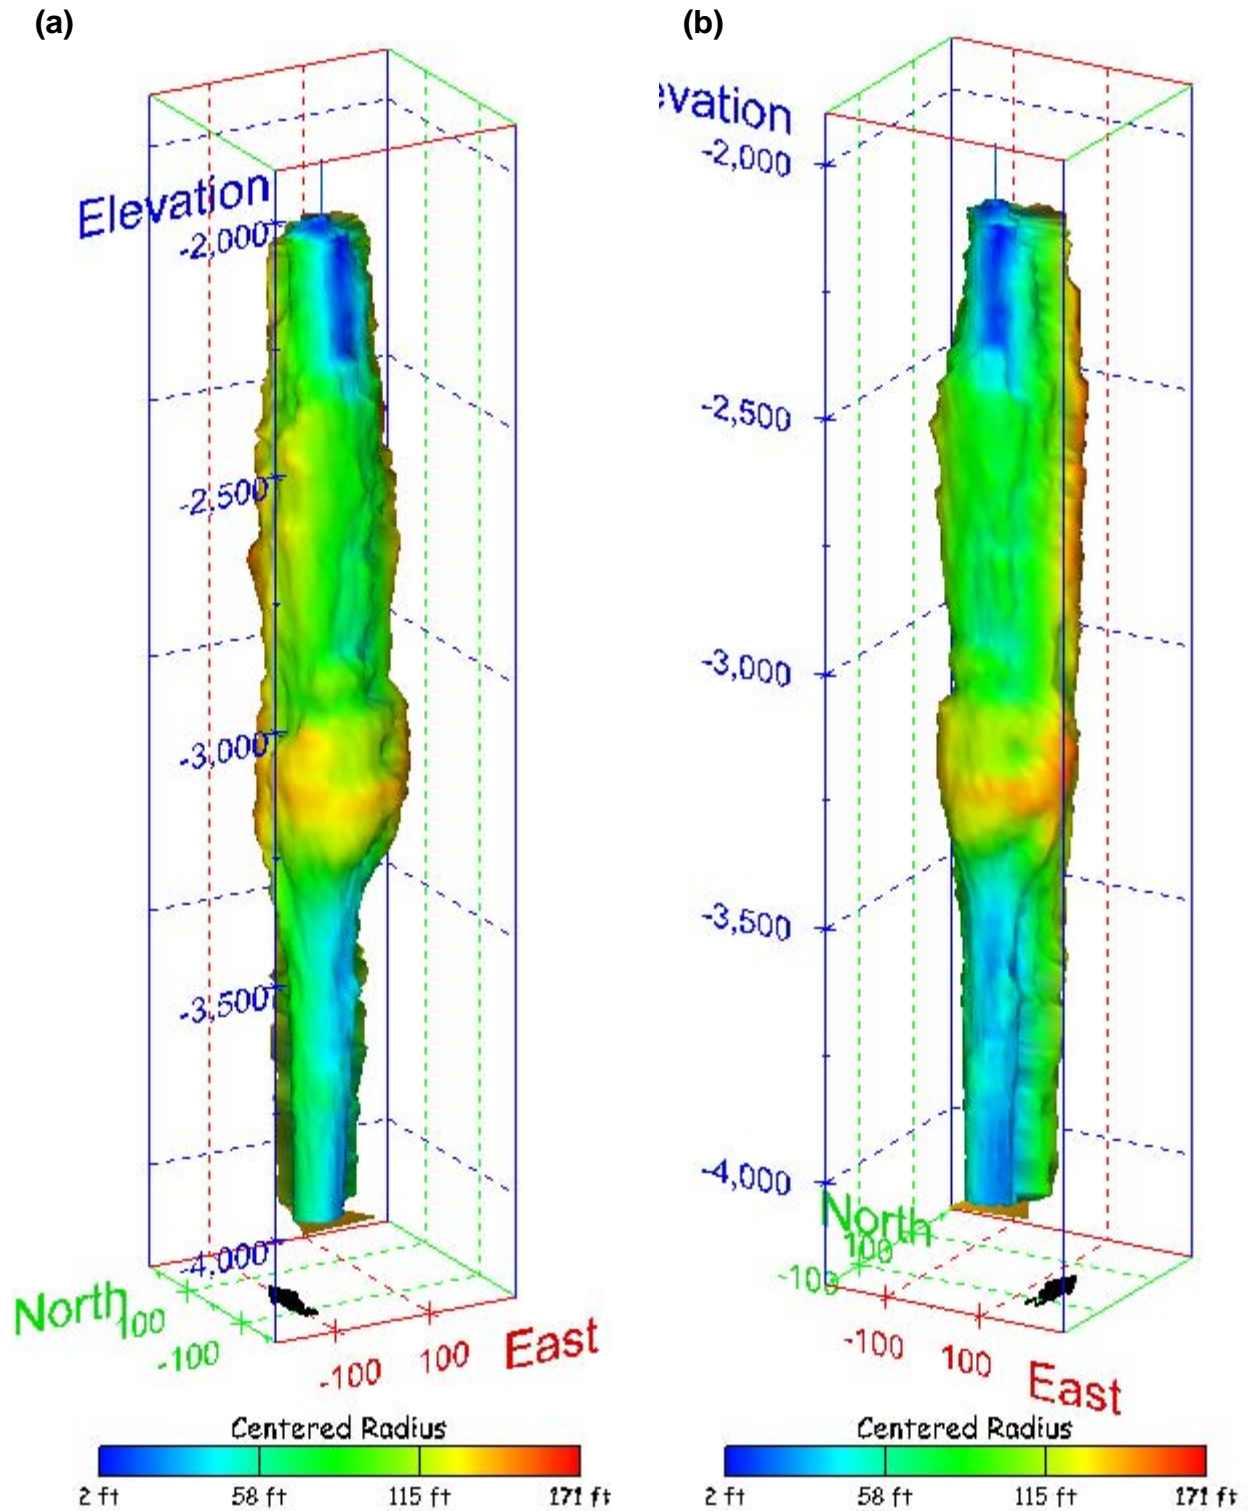 (a)
Elevation
-2,000
-2,500
-3,000
-3,500
-4,000
North
100
-100
-100
100
East
Centered Radius
2 ft
58 ft
115 ft
171 ft
(b)
evation
-2,000
-2,500
-3,000
-3,500
-4,000
North
100
-100
-100
100
East
Centered Radius
2 ft
58 ft
115 ft
171 ft